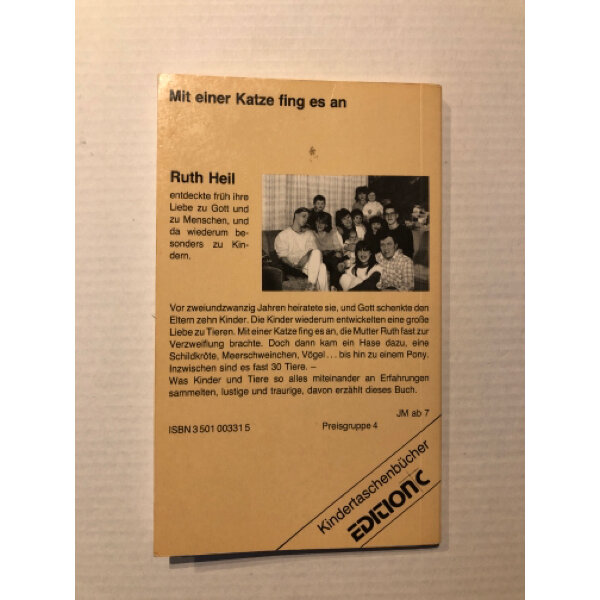 Mit einer Katze fing es an
Ruth Heil
entdeckte früh ihre
Liebe zu Gott und
zu Menschen, und
da wiederum be-
sonders zu Kin-
dern.
Vor zweiundzwanzig Jahren heiratete sie, und Gott schenkte den
Eltern zehn Kinder. Die Kinder wiederum entwickelten eine große
Liebe zu Tieren. Mit einer Katze fing es an, die Mutter Ruth fast zur
Verzweiflung brachte. Doch dann kam ein Hase dazu, eine
Schildkröte, Meerschweinchen, Vögel ... bis hin zu einem Pony.
Inzwischen sind es fast 30 Tiere. –
Was Kinder und Tiere so alles miteinander an Erfahrungen
sammelten, lustige und traurige, davon erzählt dieses Buch.
JM ab 7
ISBN 3 501 00331 5 Preisgruppe 4
Kindertaschenbücher
EDITION C